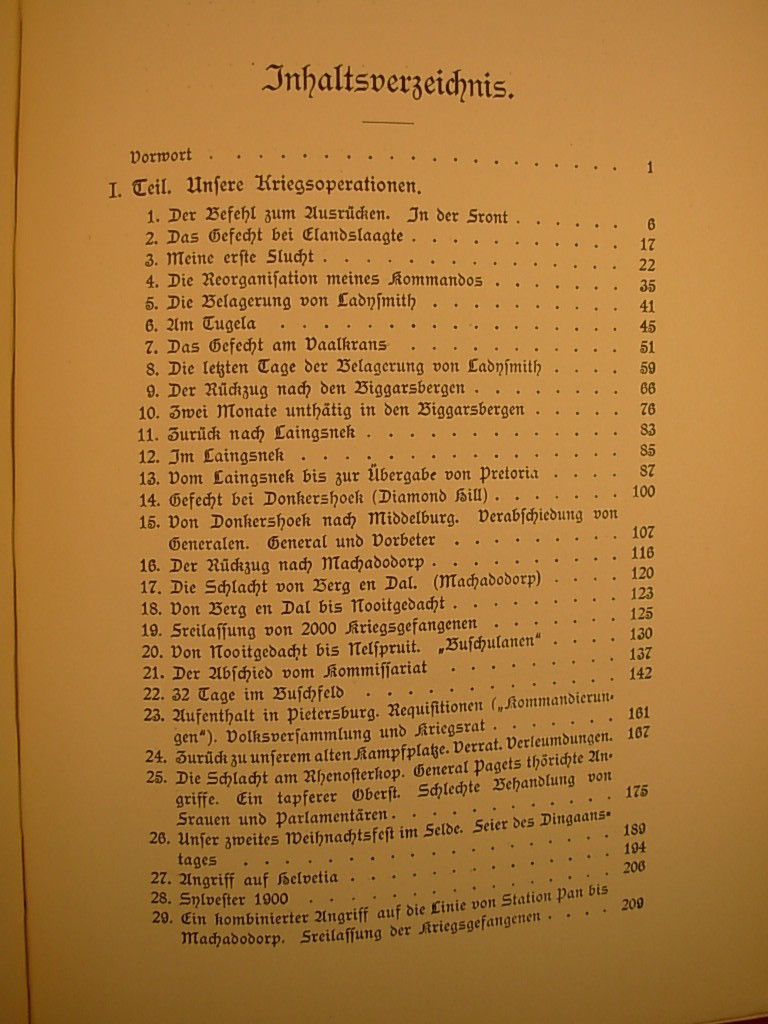 Inhaltsverzeichnis.
Vorwort . . . . . . . . . . . . . . . . . . 1
I. Teil. Unsere Kriegsoperationen.
1. Der Befehl zum Ausrücken. In der Front . . . . . . 6
2. Das Gefecht bei Elandslaagte . . . . . . . . . . 17
3. Meine erste Flucht . . . . . . . . . . . . . . 22
4. Die Reorganisation meines Kommandos . . . . . . . 35
5. Die Belagerung von Ladysmith . . . . . . . . . 41
6. Am Tugela . . . . . . . . . . . . . . . . 45
7. Das Gefecht am Vaalkrans . . . . . . . . . . 51
8. Die letzten Tage der Belagerung von Ladysmith . . . . 59
9. Der Rückzug nach den Biggarsbergen . . . . . . . 66
10. Zwei Monate unthätig in den Biggarsbergen . . . . . 76
11. Zurück nach Laingsnek . . . . . . . . . . . . 83
12. Im Laingsnek . . . . . . . . . . . . . . . 85
13. Vom Laingsnek bis zur Übergabe von Pretoria . . . . 87
14. Gefecht bei Donkershoek (Diamond Hill) . . . . . . 100
15. Von Donkershoek nach Middelburg. Verabschiedung von
Generalen. General und Vorbeter . . . . . . . . 107
16. Der Rückzug nach Machadodorp . . . . . . . . . 116
17. Die Schlacht von Berg en Dal. (Machadodorp) . . . . 120
18. Von Berg en Dal bis Nooitgedacht . . . . . . . . 123
19. Freilassung von 2000 Kriegsgefangenen . . . . . . . 125
20. Von Nooitgedacht bis Nelspruit. „Buschulanen“ . . . . 130
21. Der Abschied vom Kommissariat . . . . . . . . . 137
22. 32 Tage im Buschfeld . . . . . . . . . . . . 142
23. Aufenthalt in Pietersburg. Requisitionen („Kommandierun-
gen“). Volksversammlung und Kriegsrat . . . . . . . 161
24. Zurück zu unserem alten Kampfplatze. Verrat. Verleumdungen. 167
25. Die Schlacht am Rhenosterkop. General Pagets thörichte An-
griffe. Ein tapferer Oberst. Schlechte Behandlung von
Frauen und Parlamentären . . . . . . . . . . . 175
26. Unser zweites Weihnachtsfest im Felde. Feier des Dingaans-
tages . . . . . . . . . . . . . . . . . . 189
27. Angriff auf Helvetia . . . . . . . . . . . . . 194
28. Sylvester 1900 . . . . . . . . . . . . . . . 206
29. Ein kombinierter Angriff auf die Linie von Station Pan bis
Machadodorp. Freilassung der Kriegsgefangenen . . . . 209